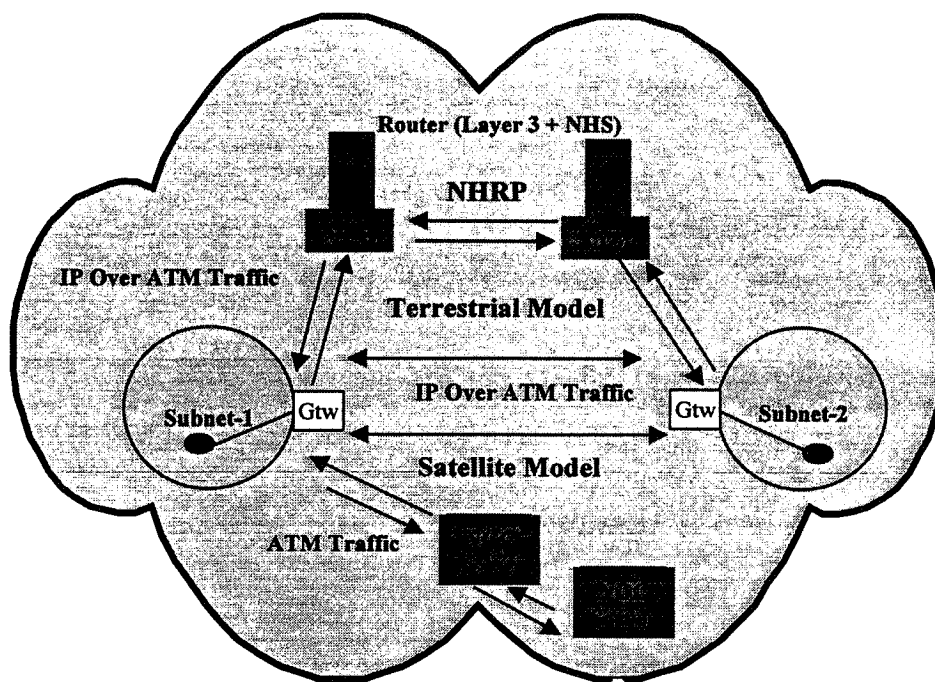 Router (Layer 3 + NHS)
NHRP
IP Over ATM Traffic
Terrestrial Model
IP Over ATM Traffic
Gtw
Gtw
Subnet-1
Subnet-2
Satellite Model
ATM Traffic